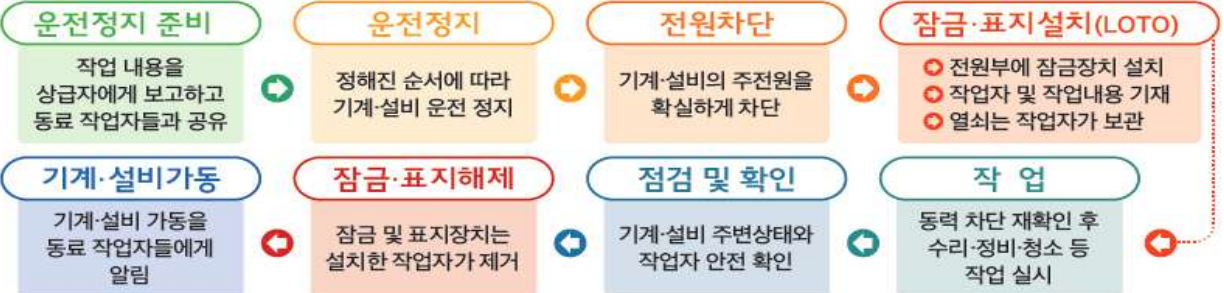 운전정지 준비
작업 내용을
상급자에게 보고하고
동료 작업자들과 공유
운전정지
정해진 순서에 따라
기계·설비 운전 정지
전원차단
기계·설비의 주전원을
확실하게 차단
잠금·표지설치(LOTO)
전원부에 잠금장치 설치
작업자 및 작업내용 기재
열쇠는 작업자가 보관
작 업
동력 차단 재확인 후
수리·정비·청소 등
작업 실시
점검 및 확인
기계·설비 주변상태와
작업자 안전 확인
잠금·표지해제
잠금 및 표지장치는
설치한 작업자가 제거
기계·설비가동
기계·설비 가동을
동료 작업자들에게
알림